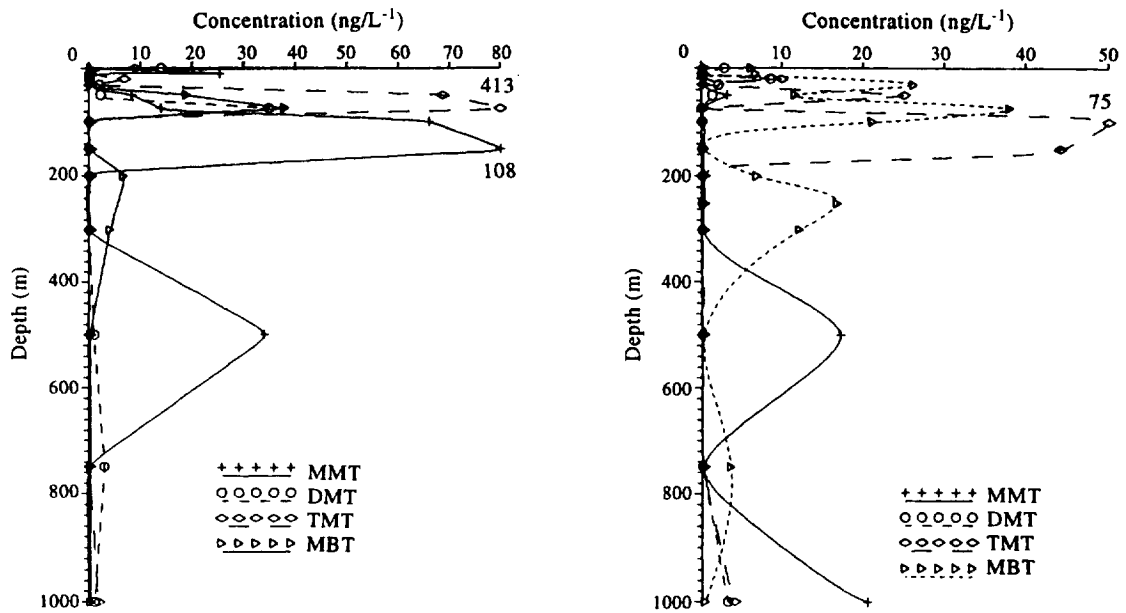 Concentration (ng/L⁻¹)
0 10 20 30 40 50 60 70 80
413
108
200
400
600
800
1000
Depth (m)
MMT
DMT
TMT
MBT
Concentration (ng/L⁻¹)
0 10 20 30 40 50
75
200
400
600
800
1000
Depth (m)
MMT
DMT
TMT
MBT